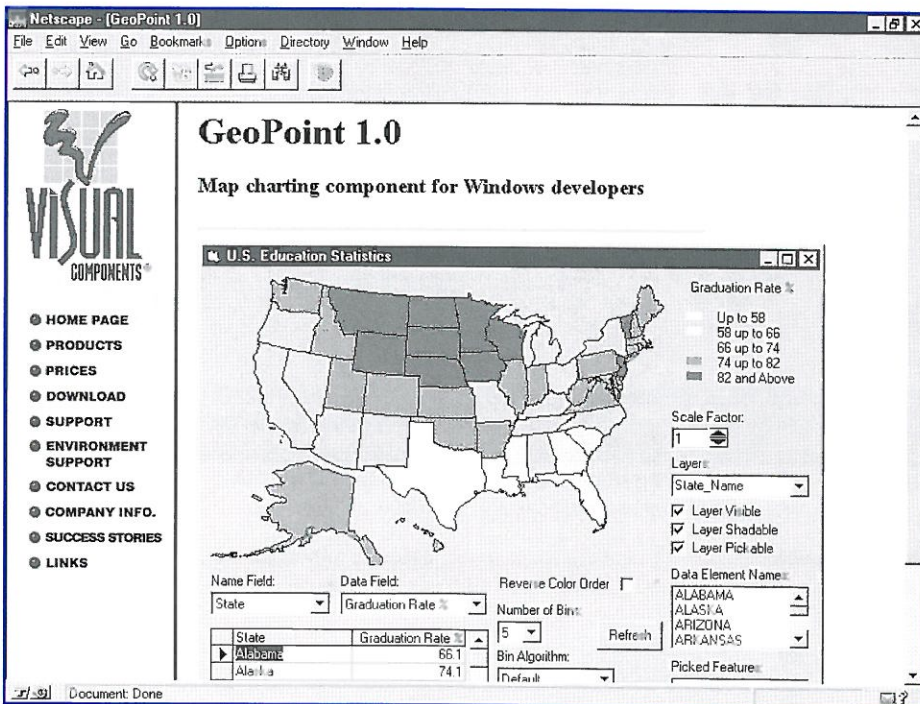 Netscape - [GeoPoint 1.0]
File Edit View Go Bookmarks Options Directory Window Help
VISUAL
COMPONENTS
HOME PAGE
PRODUCTS
PRICES
DOWNLOAD
SUPPORT
ENVIRONMENT
SUPPORT
CONTACT US
COMPANY INFO.
SUCCESS STORIES
LINKS
GeoPoint 1.0
Map charting component for Windows developers
U.S. Education Statistics
Graduation Rate %
Up to 58
58 up to 66
66 up to 74
74 up to 82
82 and Above
Scale Factor:
1
Layers:
State_Name
Layer Visible
Layer Shadable
Layer Pickable
Data Element Names:
ALABAMA
ALASKA
ARIZONA
ARKANSAS
Picked Features:
Name Field:
State
Data Field:
Graduation Rate %
Reverse Color Order
Number of Bins:
5
Refresh
Bin Algorithm:
Default
State Graduation Rate %
Alabama 66.1
Alaska 74.1
Document: Done